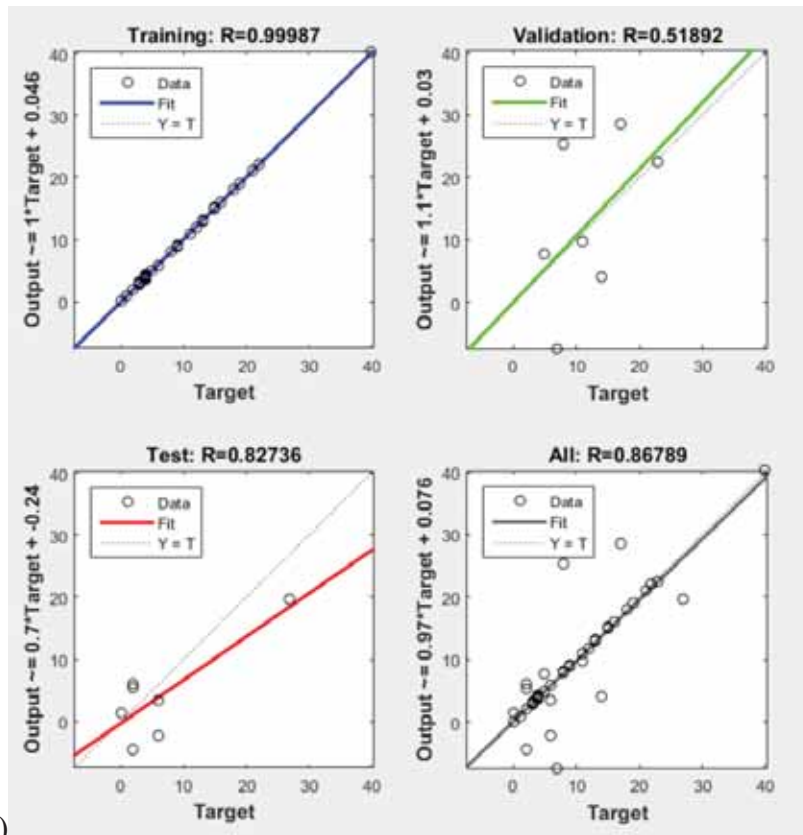 Training: R=0.99987
Output ~= 1*Target + 0.046
40
30
20
10
0
Data
Fit
Y = T
0 10 20 30 40
Target
Validation: R=0.51892
Output ~= 1.1*Target + 0.03
40
30
20
10
0
Data
Fit
Y = T
0 10 20 30 40
Target
Test: R=0.82736
Output ~= 0.7*Target + -0.24
40
30
20
10
0
Data
Fit
Y = T
0 10 20 30 40
Target
All: R=0.86789
Output ~= 0.97*Target + 0.076
40
30
20
10
0
Data
Fit
Y = T
0 10 20 30 40
Target
)